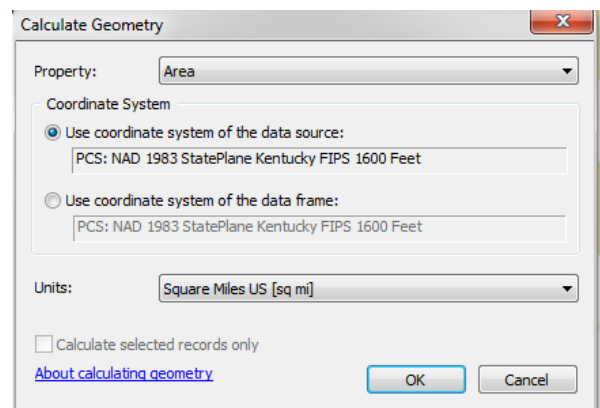 Calculate Geometry
Property: Area
Coordinate System
Use coordinate system of the data source:
PCS: NAD 1983 StatePlane Kentucky FIPS 1600 Feet
Use coordinate system of the data frame:
PCS: NAD 1983 StatePlane Kentucky FIPS 1600 Feet
Units: Square Miles US [sq mi]
Calculate selected records only
About calculating geometry OK Cancel